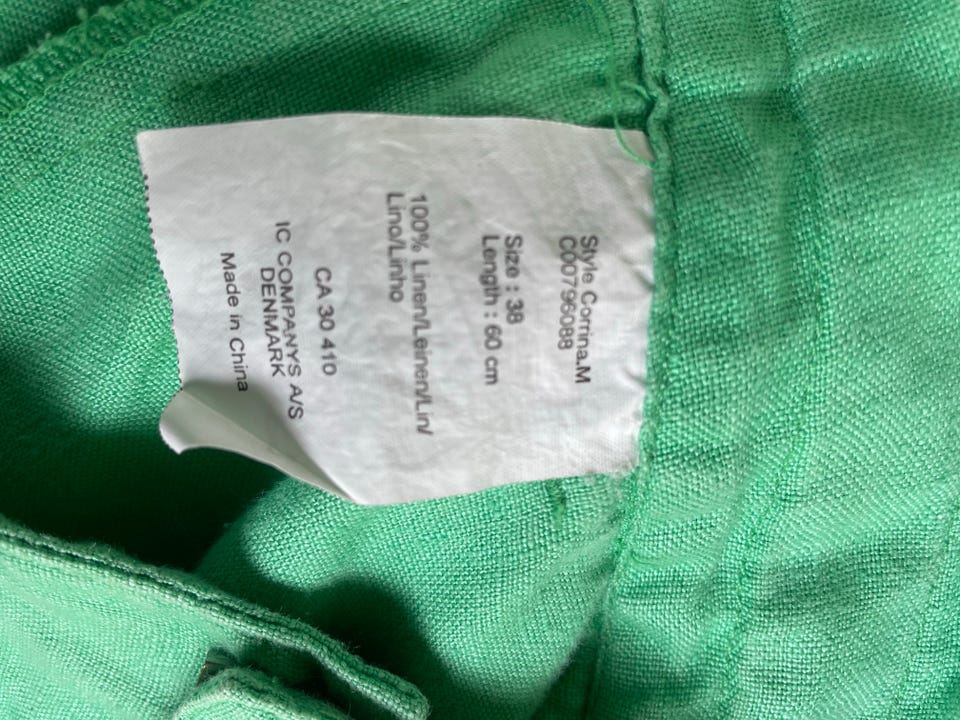 Style Corrina.M
C00796088
Size : 38
Length : 60 cm
100% Linen/Leinen/Lin/
Lino/Linho
CA 30 410
IC COMPANYS A/S
DENMARK
Made in China